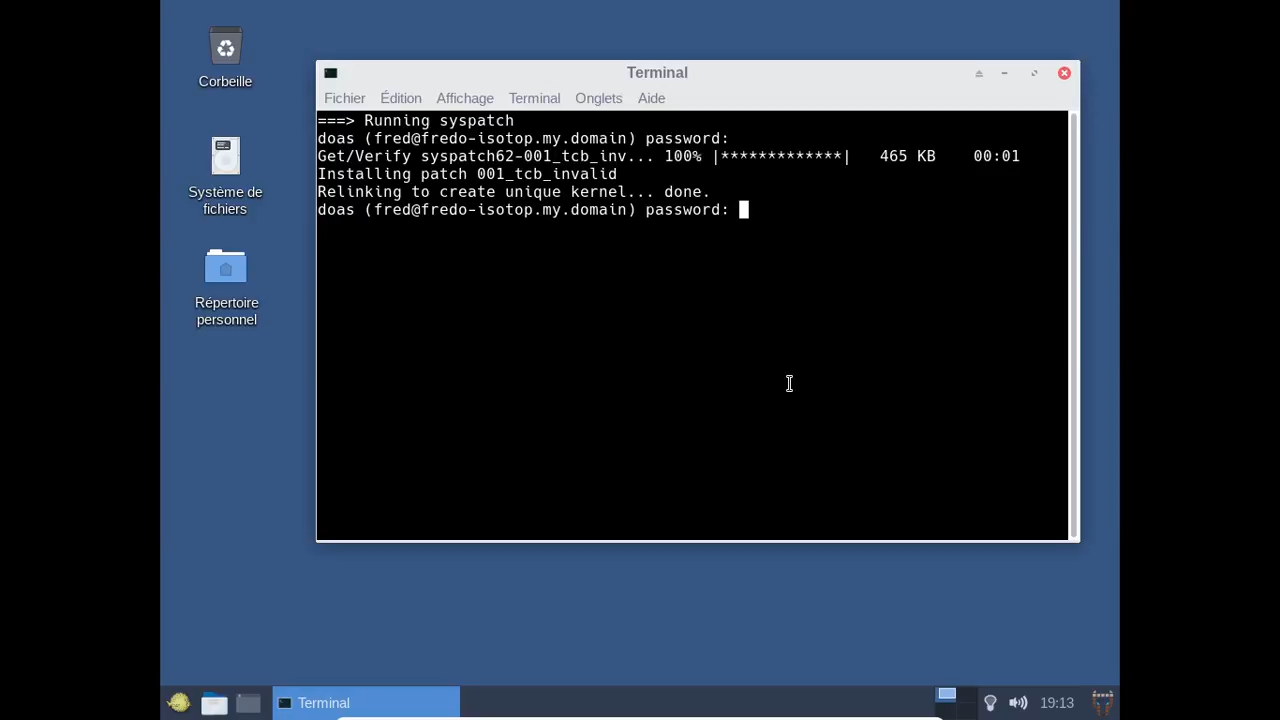 Corbeille
Système de
fichiers
Répertoire
personnel
Terminal
Fichier Édition Affichage Terminal Onglets Aide
===> Running syspatch
doas (fred@fredo-isotop.my.domain) password:
Get/Verify syspatch62-001_tcb_inv... 100% |*************| 465 KB 00:01
Installing patch 001_tcb_invalid
Relinking to create unique kernel... done.
doas (fred@fredo-isotop.my.domain) password:
Terminal
19:13